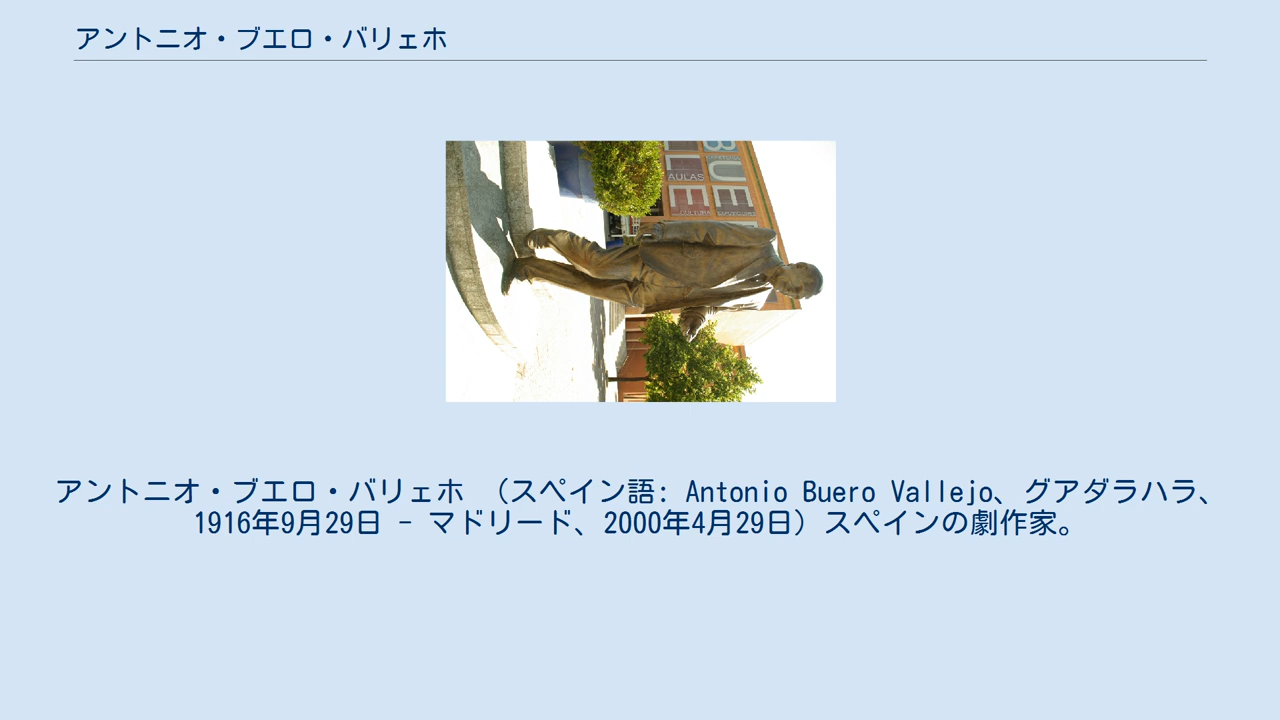 アントニオ・ブエロ・バリェホ
BUE
LLE
AULAS
アントニオ・ブエロ・バリェホ （スペイン語: Antonio Buero Vallejo、グアダラハラ、
1916年9月29日 - マドリード、2000年4月29日）スペインの劇作家。